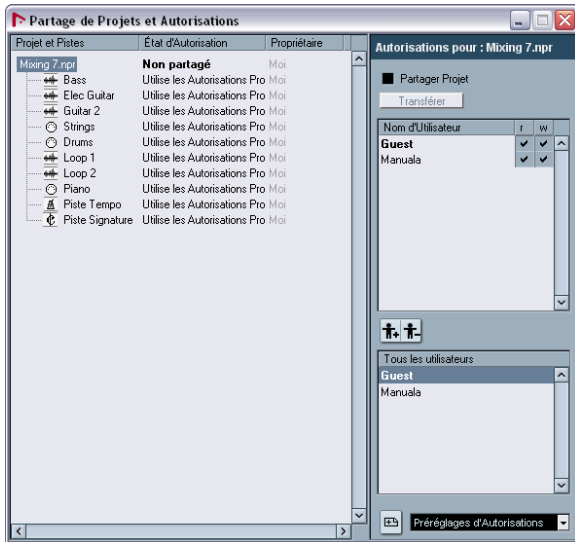 Partage de Projets et Autorisations
Projet et Pistes État d'Autorisation Propriétaire
Mixing 7.npr Non partagé Moi
Bass Utilise les Autorisations Pro Moi
Elec Guitar Utilise les Autorisations Pro Moi
Guitar 2 Utilise les Autorisations Pro Moi
Strings Utilise les Autorisations Pro Moi
Drums Utilise les Autorisations Pro Moi
Loop 1 Utilise les Autorisations Pro Moi
Loop 2 Utilise les Autorisations Pro Moi
Piano Utilise les Autorisations Pro Moi
Piste Tempo Utilise les Autorisations Pro Moi
Piste Signature Utilise les Autorisations Pro Moi
Autorisations pour : Mixing 7.npr
Partager Projet
Transférer
Nom d'Utilisateur r w
Guest
Manuala
Tous les utilisateurs
Guest
Manuala
Préréglages d'Autorisations